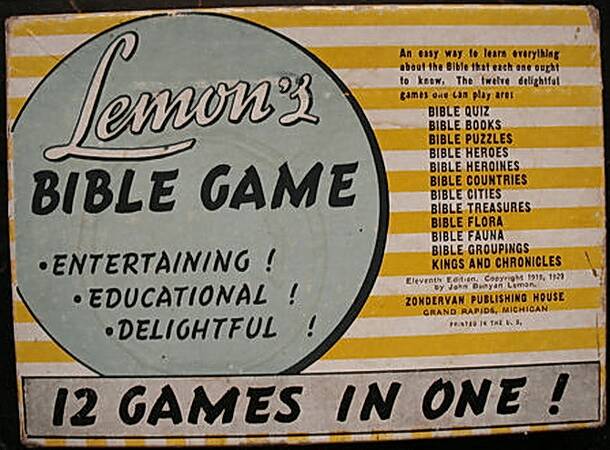 Lemon's
BIBLE GAME
• ENTERTAINING !
• EDUCATIONAL !
• DELIGHTFUL !
An easy way to learn everything
about the Bible that each one ought
to know. The twelve delightful
games one can play are:
BIBLE QUIZ
BIBLE BOOKS
BIBLE PUZZLES
BIBLE HEROES
BIBLE HEROINES
BIBLE COUNTRIES
BIBLE CITIES
BIBLE TREASURES
BIBLE FLORA
BIBLE FAUNA
BIBLE GROUPINGS
KINGS AND CHRONICLES
Eleventh Edition, Copyright 1919, 1929
by John Bunyan Lemon.
ZONDERVAN PUBLISHING HOUSE
GRAND RAPIDS, MICHIGAN
PRINTED IN THE U. S.
12 GAMES IN ONE !